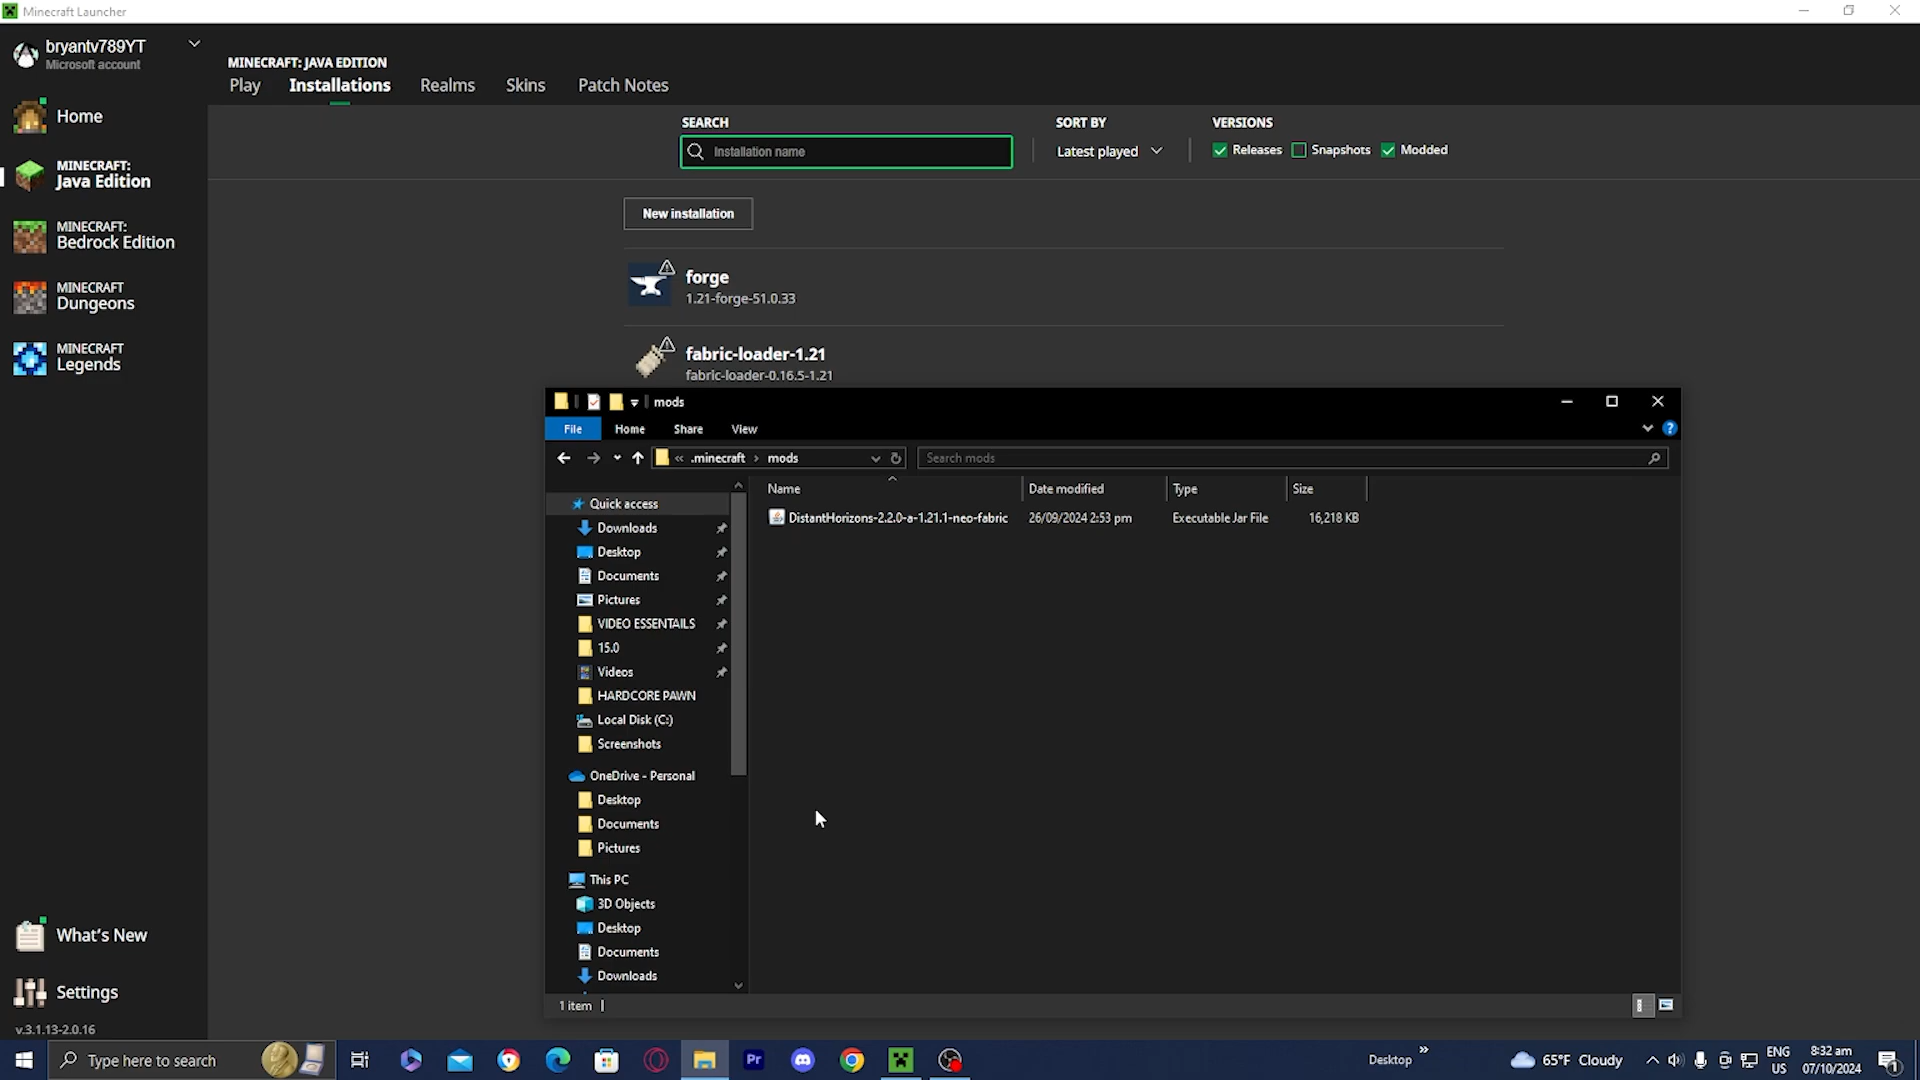 Minecraft Launcher
bryantv789YT
Microsoft account
Home
MINECRAFT:
Java Edition
MINECRAFT:
Bedrock Edition
MINECRAFT
Dungeons
MINECRAFT
Legends
What's New
Settings
v.3.1.13-2.0.16
MINECRAFT: JAVA EDITION
Play Installations Realms Skins Patch Notes
SEARCH
Installation name
SORT BY
Latest played
VERSIONS
Releases Snapshots Modded
New installation
forge
1.21-forge-51.0.33
fabric-loader-1.21
fabric-loader-0.16.5-1.21
mods
File Home Share View
« .minecraft › mods
Search mods
Name Date modified Type Size
DistantHorizons-2.2.0-a-1.21.1-neo-fabric 26/09/2024 2:53 pm Executable Jar File 16,218 KB
Quick access
Downloads
Desktop
Documents
Pictures
VIDEO ESSENTAILS
15.0
Videos
HARDCORE PAWN
Local Disk (C:)
Screenshots
OneDrive - Personal
Desktop
Documents
Pictures
This PC
3D Objects
Desktop
Documents
Downloads
1 item
Type here to search
Pr
Desktop »
65°F Cloudy
ENG
US
8:32 am
07/10/2024
1